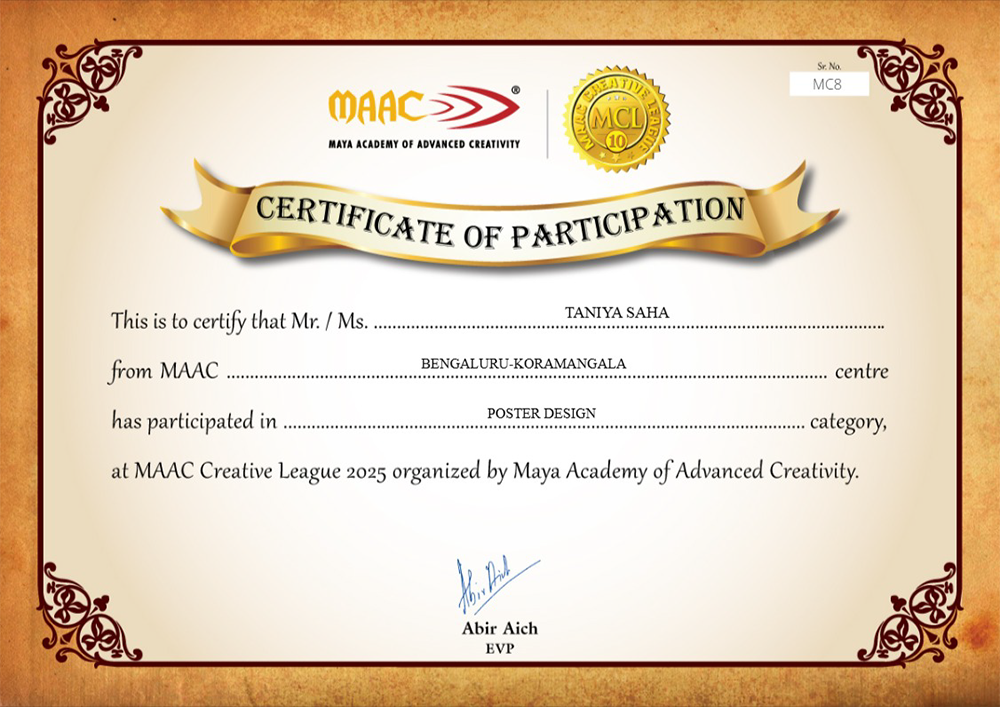 Sr. No.
MC8
MAAC®
MAYA ACADEMY OF ADVANCED CREATIVITY
MAAC CREATIVE LEAGUE
MCL
10
CERTIFICATE OF PARTICIPATION
This is to certify that Mr. / Ms. TANIYA SAHA
from MAAC BENGALURU-KORAMANGALA centre
has participated in POSTER DESIGN category,
at MAAC Creative League 2025 organized by Maya Academy of Advanced Creativity.
Abir Aich
Abir Aich
EVP